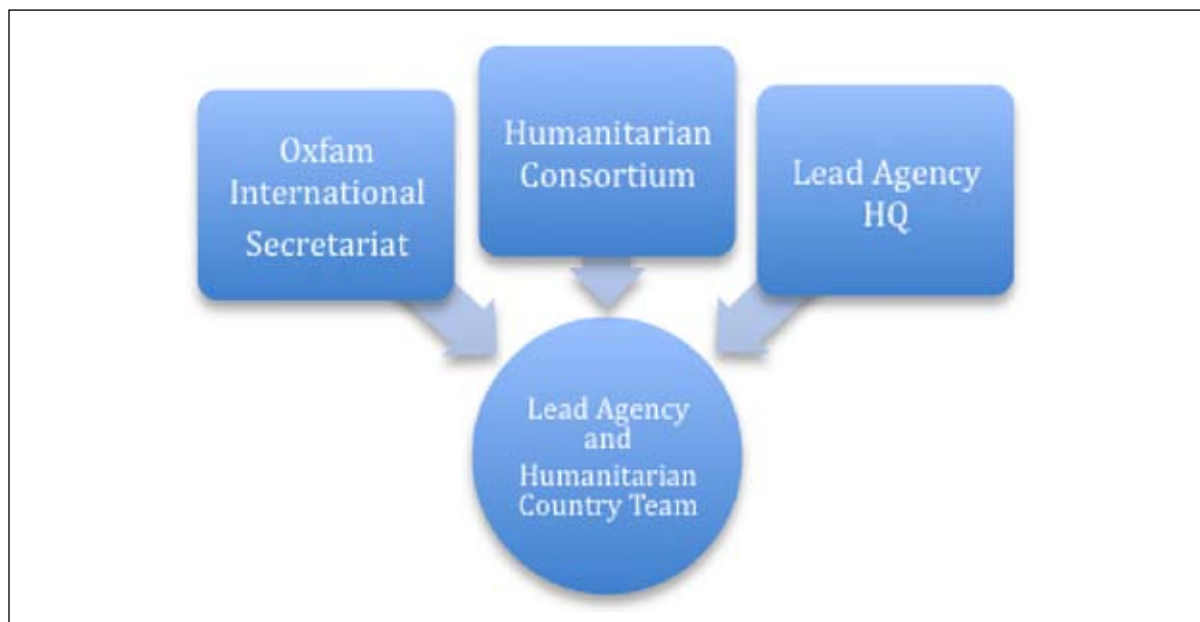 Oxfam
International
Secretariat
Humanitarian
Consortium
Lead Agency
HQ
Lead Agency
and
Humanitarian
Country Team